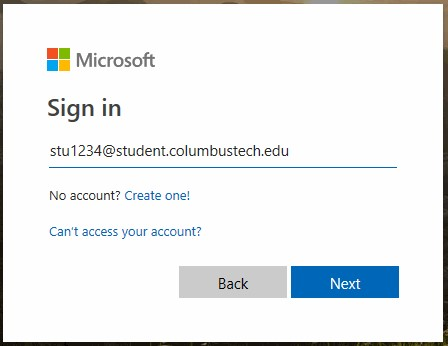 Microsoft
Sign in
stu1234@student.columbustech.edu
No account? Create one!
Can't access your account?
Back Next